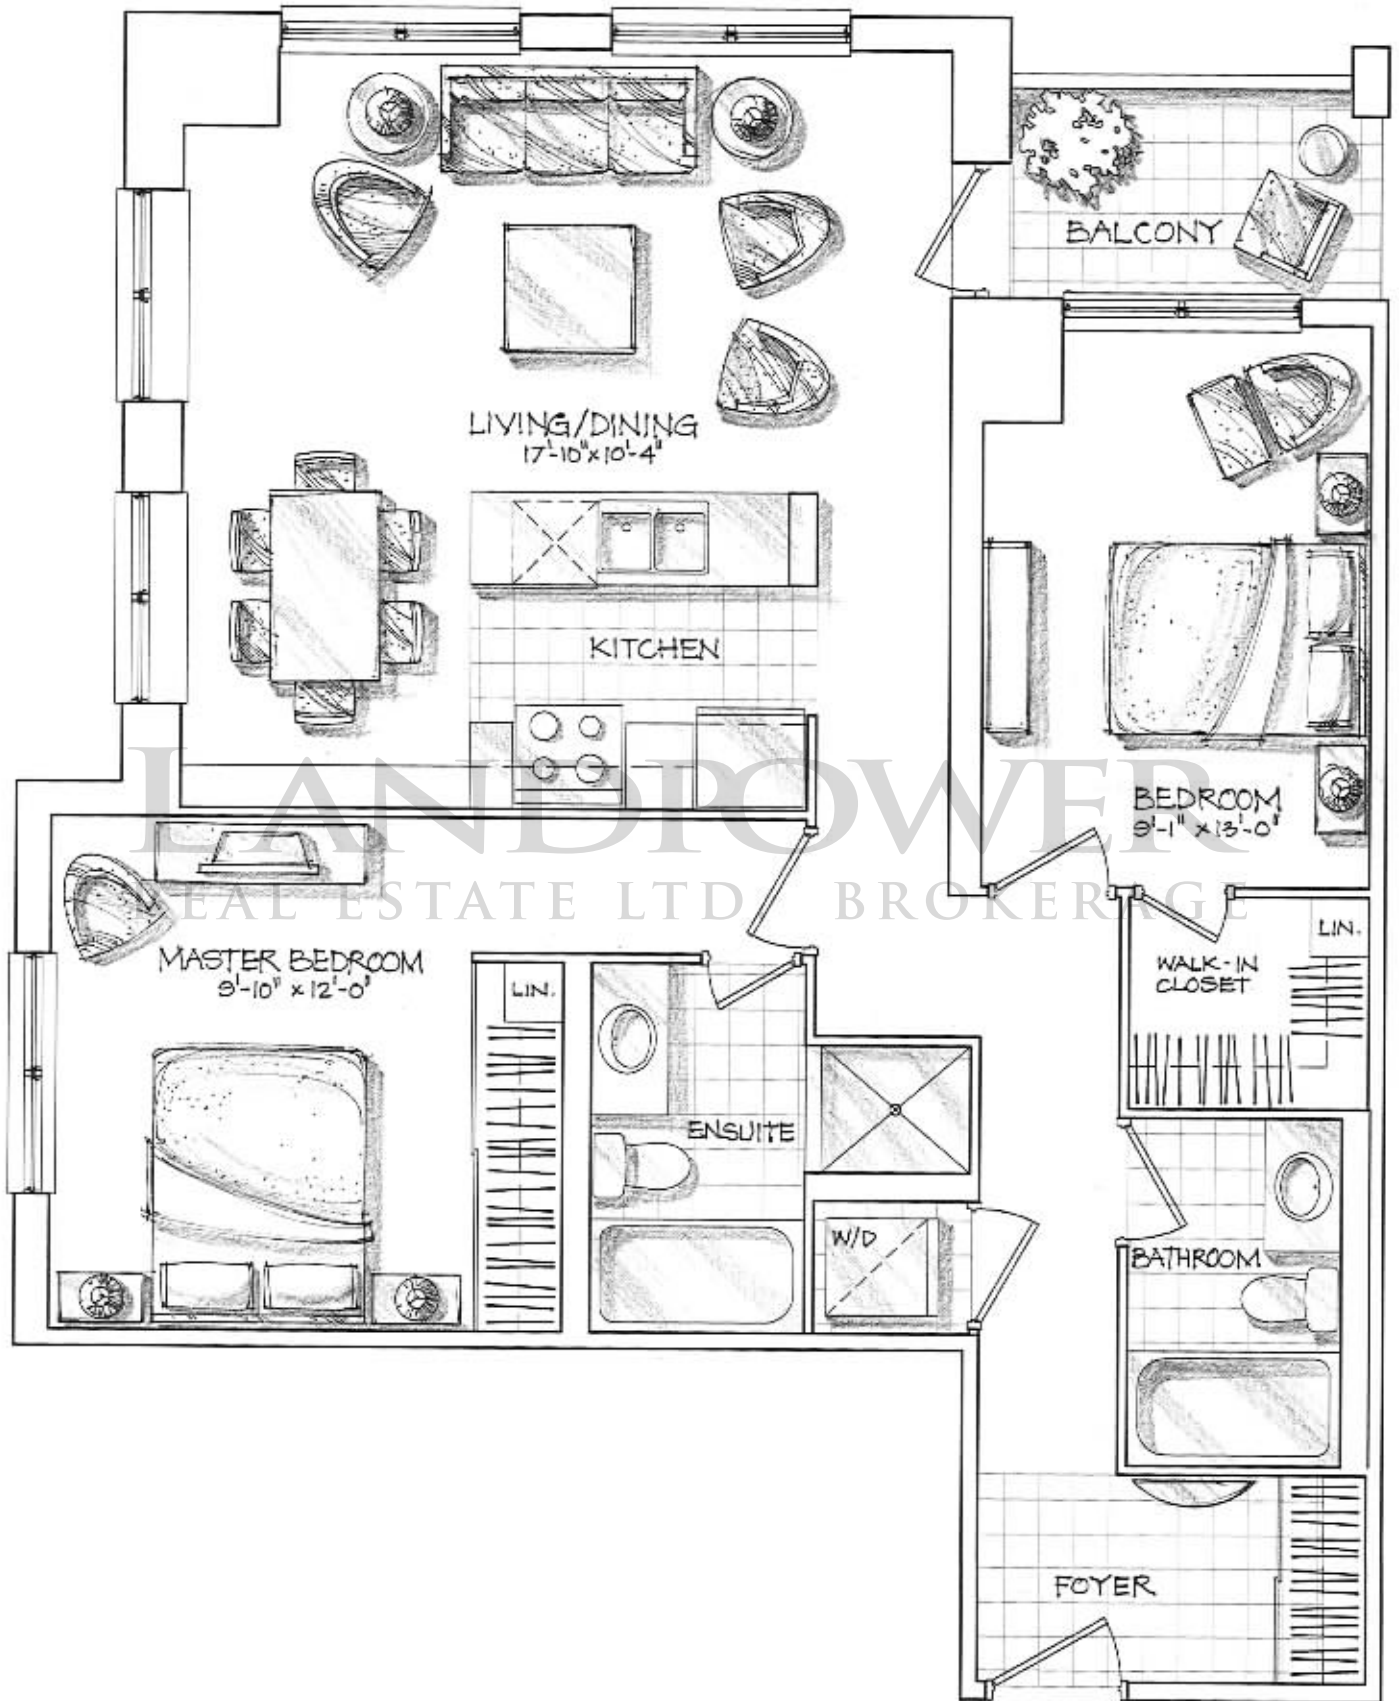 BALCONY
LIVING/DINING
17'-10" x 10'-4"
KITCHEN
LANDPOWER
REAL ESTATE LTD. BROKERAGE
BEDROOM
9'-1" x 13'-0"
MASTER BEDROOM
9'-10" x 12'-0"
LIN.
LIN.
WALK-IN
CLOSET
ENSUITE
W/D
BATHROOM
FOYER